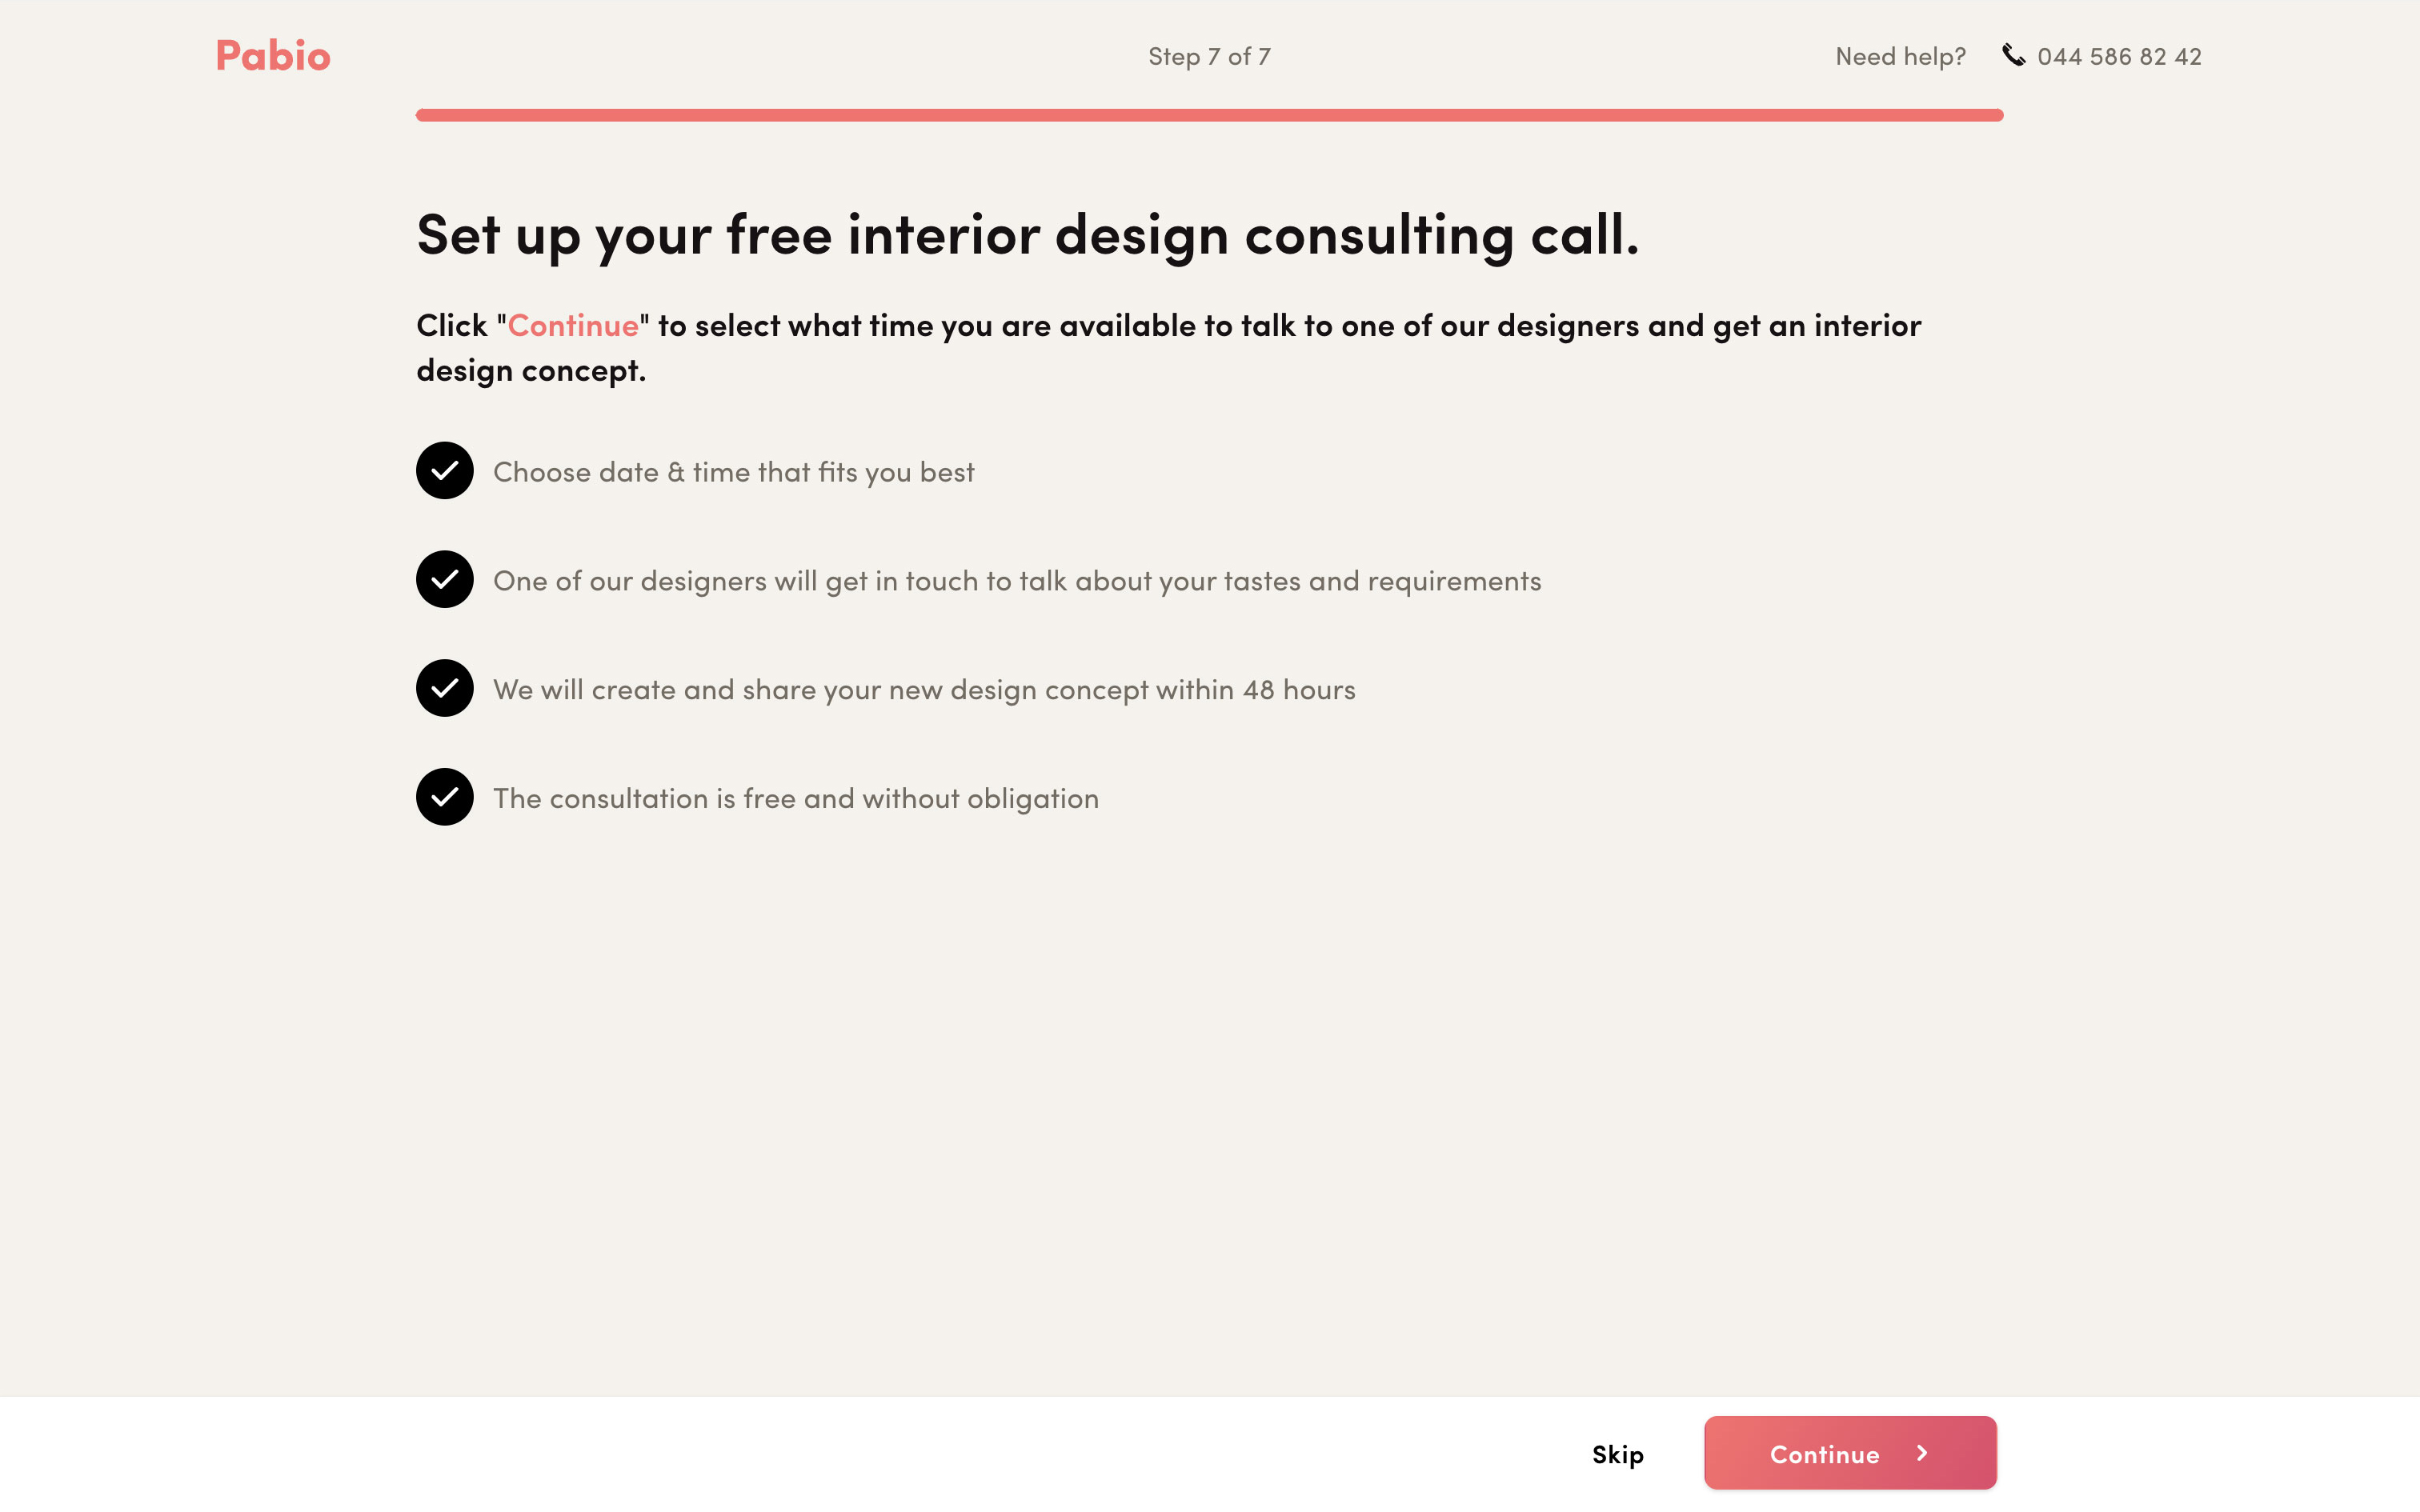 Pabio
Step 7 of 7
Need help?
044 586 82 42
Set up your free interior design consulting call.
Click "Continue" to select what time you are available to talk to one of our designers and get an interior
design concept.
Choose date & time that fits you best
One of our designers will get in touch to talk about your tastes and requirements
We will create and share your new design concept within 48 hours
The consultation is free and without obligation
Skip
Continue